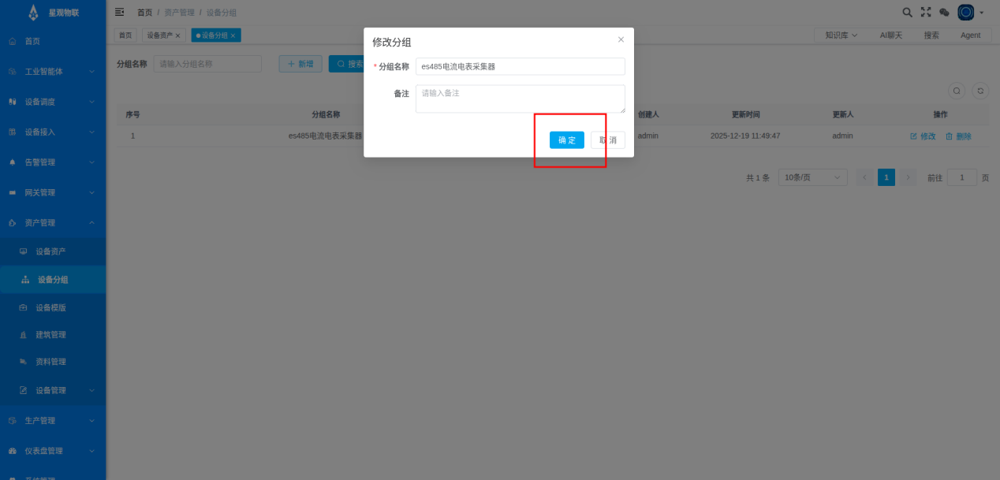 星观物联
首页 / 资产管理 / 设备分组
首页
设备资产 ×
设备分组 ×
知识库
AI聊天
搜索
Agent
首页
工业智能体
设备调度
设备接入
告警管理
网关管理
资产管理
设备资产
设备分组
设备模版
建筑管理
资料管理
设备管理
生产管理
仪表盘管理
系统管理
分组名称 请输入分组名称
新增
搜索
序号 分组名称 创建人 更新时间 更新人 操作
1 es485电流电表采集器 admin 2025-12-19 11:49:47 admin 修改 删除
共 1 条 10条/页 1 前往 1 页
修改分组
* 分组名称 es485电流电表采集器
备注 请输入备注
确 定 取 消